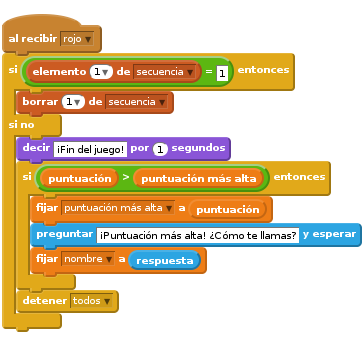 al recibir rojo
si elemento 1 de secuencia = 1 entonces
borrar 1 de secuencia
si no
decir ¡Fin del juego! por 1 segundos
si puntuación > puntuación más alta entonces
fijar puntuación más alta a puntuación
preguntar ¡Puntuación más alta! ¿Cómo te llamas? y esperar
fijar nombre a respuesta
detener todos